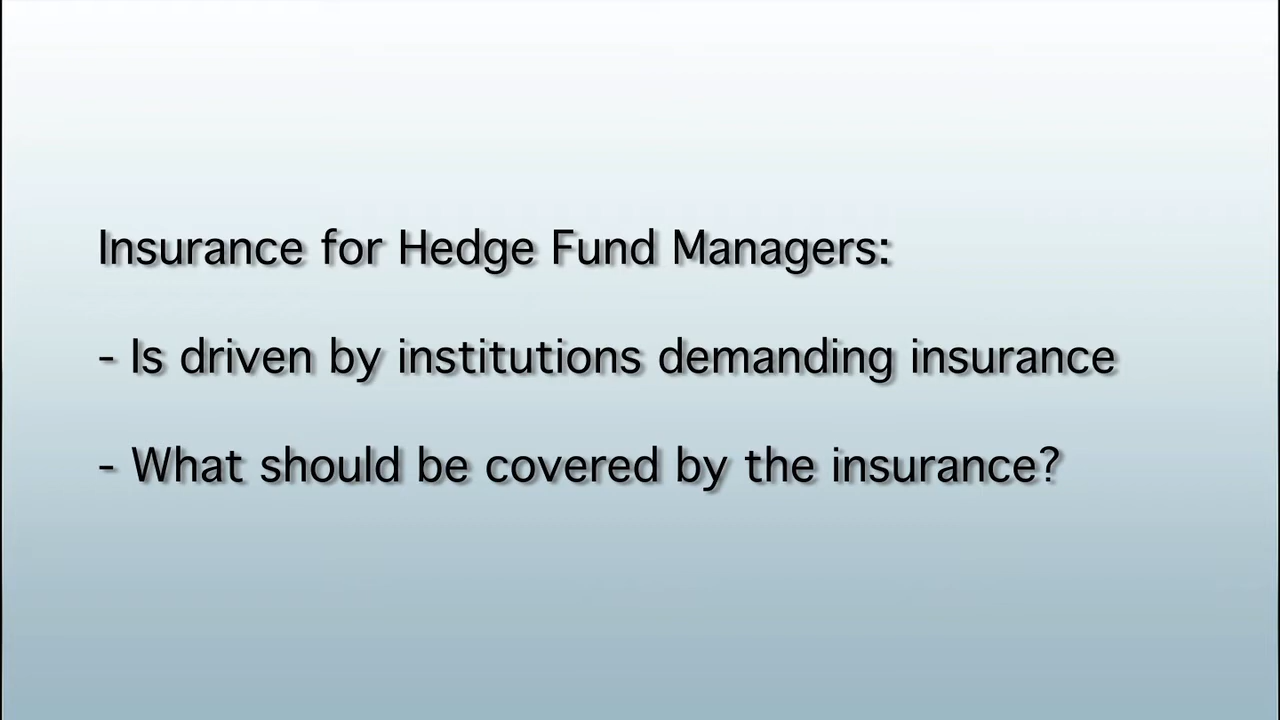 Insurance for Hedge Fund Managers:
- Is driven by institutions demanding insurance
- What should be covered by the insurance?